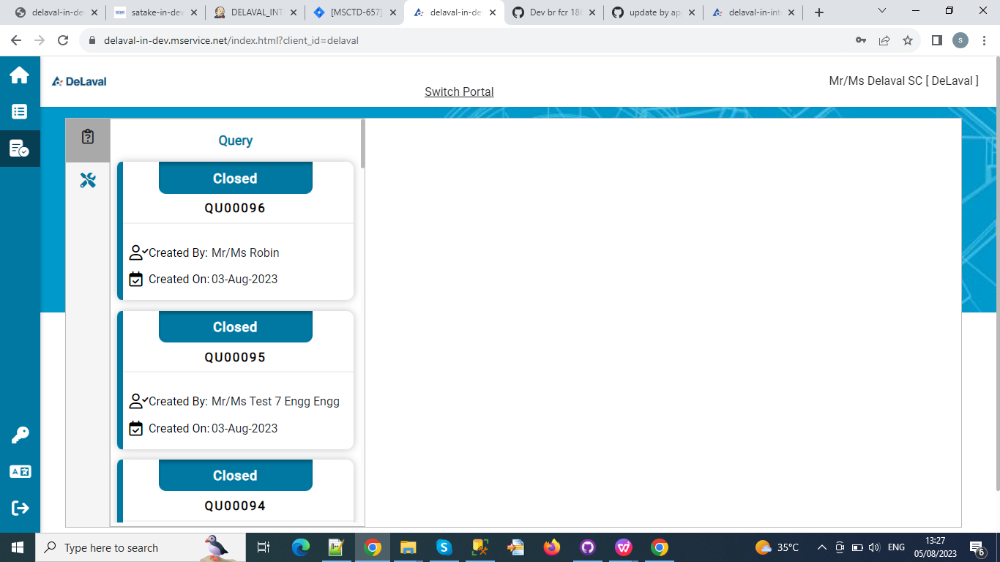 delaval-in-dev
satake-in-dev
DELAVAL_INT
[MSCTD-657]
delaval-in-dev
Dev br fcr 180
update by app
delaval-in-int
delaval-in-dev.mservice.net/index.html?client_id=delaval
S
DeLaval
Switch Portal
Mr/Ms Delaval SC [ DeLaval ]
Query
Closed
QU00096
Created By: Mr/Ms Robin
Created On: 03-Aug-2023
Closed
QU00095
Created By: Mr/Ms Test 7 Engg Engg
Created On: 03-Aug-2023
Closed
QU00094
Type here to search
35°C
ENG
13:27
05/08/2023
6